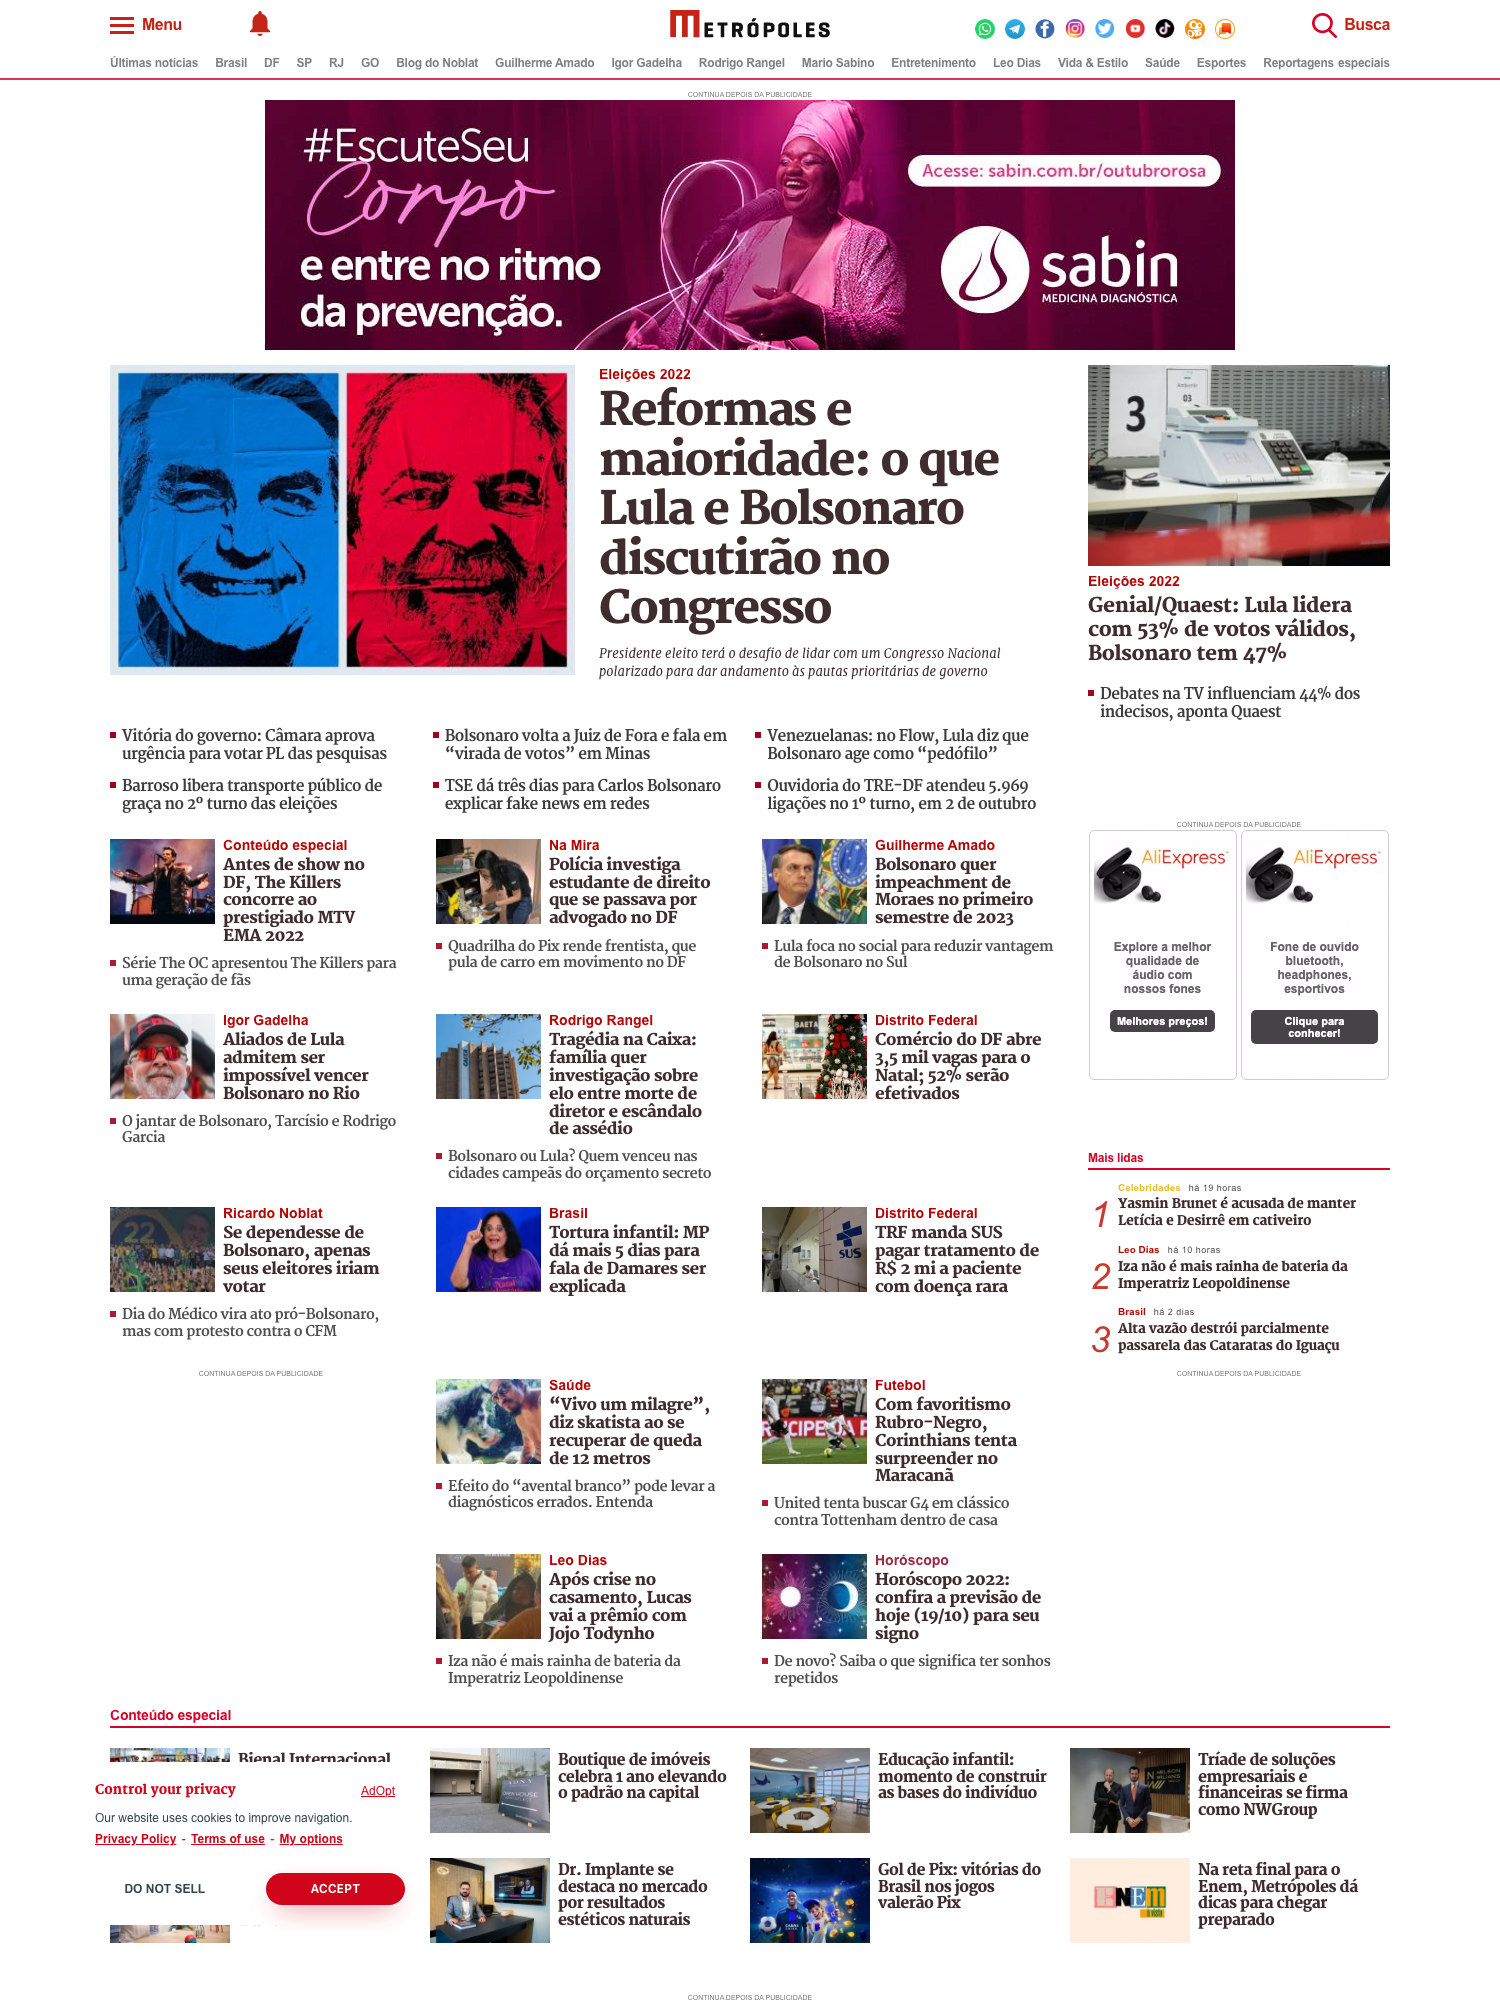 Menu
METRÓPOLES
Busca
Últimas notícias Brasil DF SP RJ GO Blog do Noblat Guilherme Amado Igor Gadelha Rodrigo Rangel Mario Sabino Entretenimento Leo Dias Vida & Estilo Saúde Esportes Reportagens especiais
CONTINUA DEPOIS DA PUBLICIDADE
#EscuteSeu
Corpo
e entre no ritmo
da prevenção.
Acesse: sabin.com.br/outubrorosa
sabin
MEDICINA DIAGNÓSTICA
Eleições 2022
Reformas e
maioridade: o que
Lula e Bolsonaro
discutirão no
Congresso
Presidente eleito terá o desafio de lidar com um Congresso Nacional
polarizado para dar andamento às pautas prioritárias de governo
3
03
TSE
Eleições 2022
Genial/Quaest: Lula lidera
com 53% de votos válidos,
Bolsonaro tem 47%
Debates na TV influenciam 44% dos
indecisos, aponta Quaest
Vitória do governo: Câmara aprova
urgência para votar PL das pesquisas
Bolsonaro volta a Juiz de Fora e fala em
“virada de votos” em Minas
Venezuelanas: no Flow, Lula diz que
Bolsonaro age como “pedófilo”
Barroso libera transporte público de
graça no 2º turno das eleições
TSE dá três dias para Carlos Bolsonaro
explicar fake news em redes
Ouvidoria do TRE-DF atendeu 5.969
ligações no 1º turno, em 2 de outubro
Conteúdo especial
Antes de show no
DF, The Killers
concorre ao
prestigiado MTV
EMA 2022
Série The OC apresentou The Killers para
uma geração de fãs
Na Mira
Polícia investiga
estudante de direito
que se passava por
advogado no DF
Quadrilha do Pix rende frentista, que
pula de carro em movimento no DF
Guilherme Amado
Bolsonaro quer
impeachment de
Moraes no primeiro
semestre de 2023
Lula foca no social para reduzir vantagem
de Bolsonaro no Sul
CONTINUA DEPOIS DA PUBLICIDADE
AliExpress
Explore a melhor
qualidade de
áudio com
nossos fones
Melhores preços!
AliExpress
Fone de ouvido
bluetooth,
headphones,
esportivos
Clique para
conhecer!
Igor Gadelha
Aliados de Lula
admitem ser
impossível vencer
Bolsonaro no Rio
O jantar de Bolsonaro, Tarcísio e Rodrigo
Garcia
Rodrigo Rangel
Tragédia na Caixa:
família quer
investigação sobre
elo entre morte de
diretor e escândalo
de assédio
Bolsonaro ou Lula? Quem venceu nas
cidades campeãs do orçamento secreto
Distrito Federal
Comércio do DF abre
3,5 mil vagas para o
Natal; 52% serão
efetivados
Mais lidas
Celebridades há 19 horas
1 Yasmin Brunet é acusada de manter
Letícia e Desirrê em cativeiro
Leo Dias há 10 horas
2 Iza não é mais rainha de bateria da
Imperatriz Leopoldinense
Brasil há 2 dias
3 Alta vazão destrói parcialmente
passarela das Cataratas do Iguaçu
22
Ricardo Noblat
Se dependesse de
Bolsonaro, apenas
seus eleitores iriam
votar
Dia do Médico vira ato pró-Bolsonaro,
mas com protesto contra o CFM
Brasil
Tortura infantil: MP
dá mais 5 dias para
fala de Damares ser
explicada
SUS
Distrito Federal
TRF manda SUS
pagar tratamento de
R$ 2 mi a paciente
com doença rara
CONTINUA DEPOIS DA PUBLICIDADE
CONTINUA DEPOIS DA PUBLICIDADE
Saúde
“Vivo um milagre”,
diz skatista ao se
recuperar de queda
de 12 metros
Efeito do “avental branco” pode levar a
diagnósticos errados. Entenda
Futebol
Com favoritismo
Rubro-Negro,
Corinthians tenta
surpreender no
Maracanã
United tenta buscar G4 em clássico
contra Tottenham dentro de casa
Leo Dias
Após crise no
casamento, Lucas
vai a prêmio com
Jojo Todynho
Iza não é mais rainha de bateria da
Imperatriz Leopoldinense
Horóscopo
Horóscopo 2022:
confira a previsão de
hoje (19/10) para seu
signo
De novo? Saiba o que significa ter sonhos
repetidos
Conteúdo especial
Bienal Internacional
Boutique de imóveis
celebra 1 ano elevando
o padrão na capital
Educação infantil:
momento de construir
as bases do indivíduo
Tríade de soluções
empresariais e
financeiras se firma
como NWGroup
Control your privacy
AdOpt
Our website uses cookies to improve navigation.
Privacy Policy - Terms of use - My options
DO NOT SELL
ACCEPT
Dr. Implante se
destaca no mercado
por resultados
estéticos naturais
Gol de Pix: vitórias do
Brasil nos jogos
valerão Pix
ENEM
Na reta final para o
Enem, Metrópoles dá
dicas para chegar
preparado
CONTINUA DEPOIS DA PUBLICIDADE